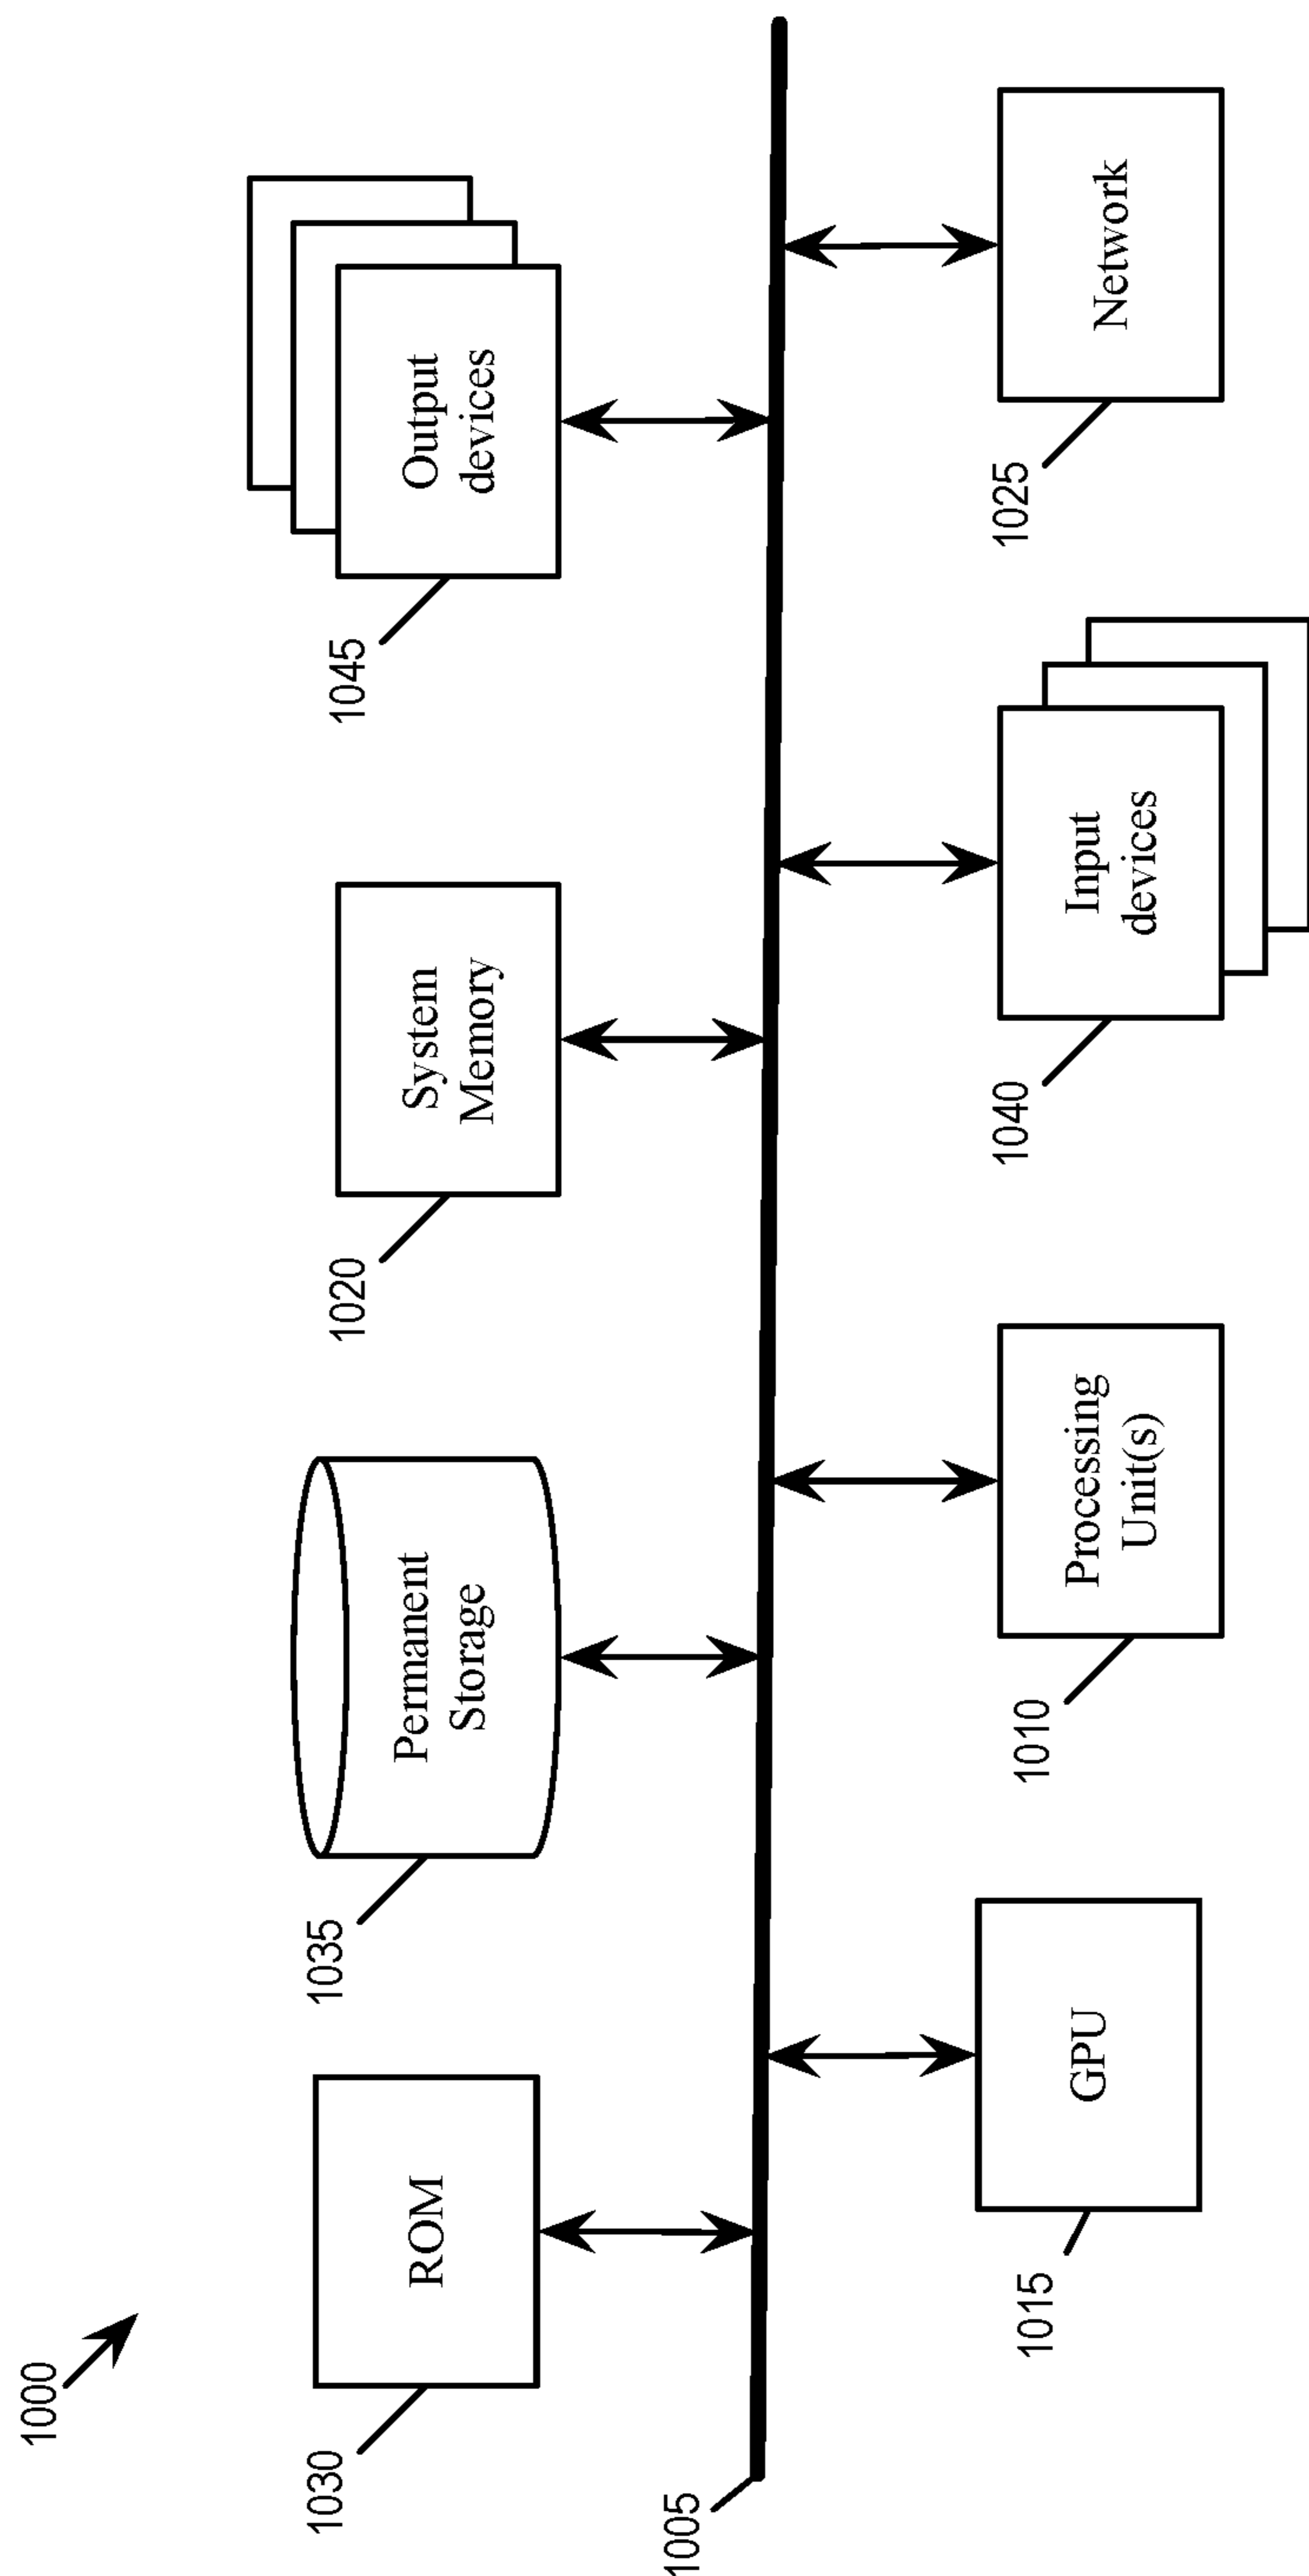 1000
ROM
1030
Permanent
Storage
1035
System
Memory
1020
Output
devices
1045
1005
GPU
1015
Processing
Unit(s)
1010
Input
devices
1040
Network
1025